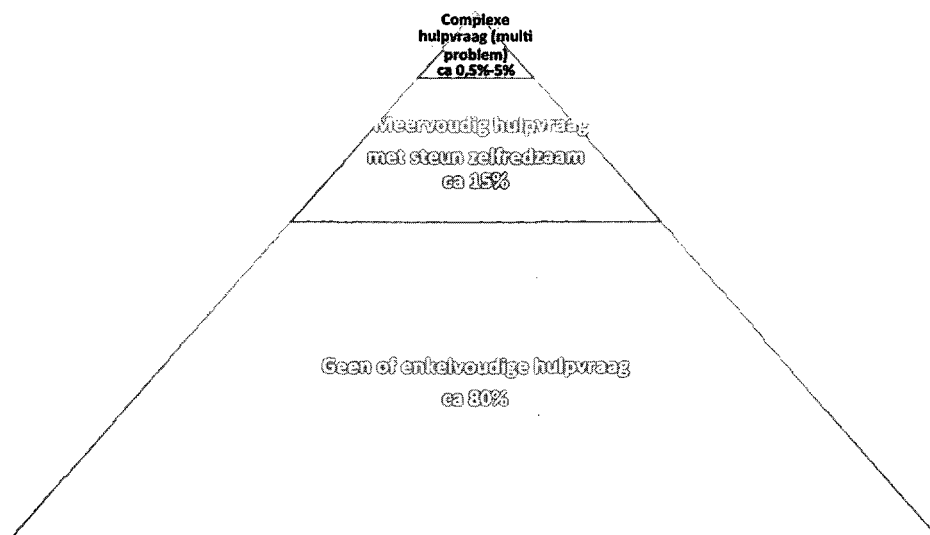 Complexe
hulpvraag (multi
problem)
ca 0,5%-5%
Meervoudig hulpvraag
met steun zelfredzaam
ca 15%
Geen of enkelvoudige hulpvraag
ca 80%